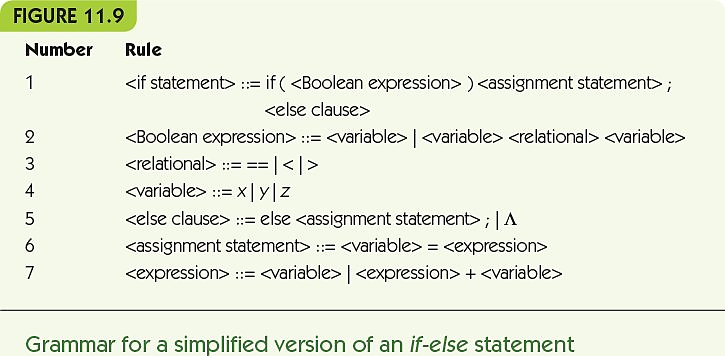 FIGURE 11.9
Number Rule
1 <if statement> ::= if ( <Boolean expression> ) <assignment statement> ;
<else clause>
2 <Boolean expression> ::= <variable> | <variable> <relational> <variable>
3 <relational> ::= == | < | >
4 <variable> ::= x | y | z
5 <else clause> ::= else <assignment statement> ; | Λ
6 <assignment statement> ::= <variable> = <expression>
7 <expression> ::= <variable> | <expression> + <variable>
Grammar for a simplified version of an if-else statement